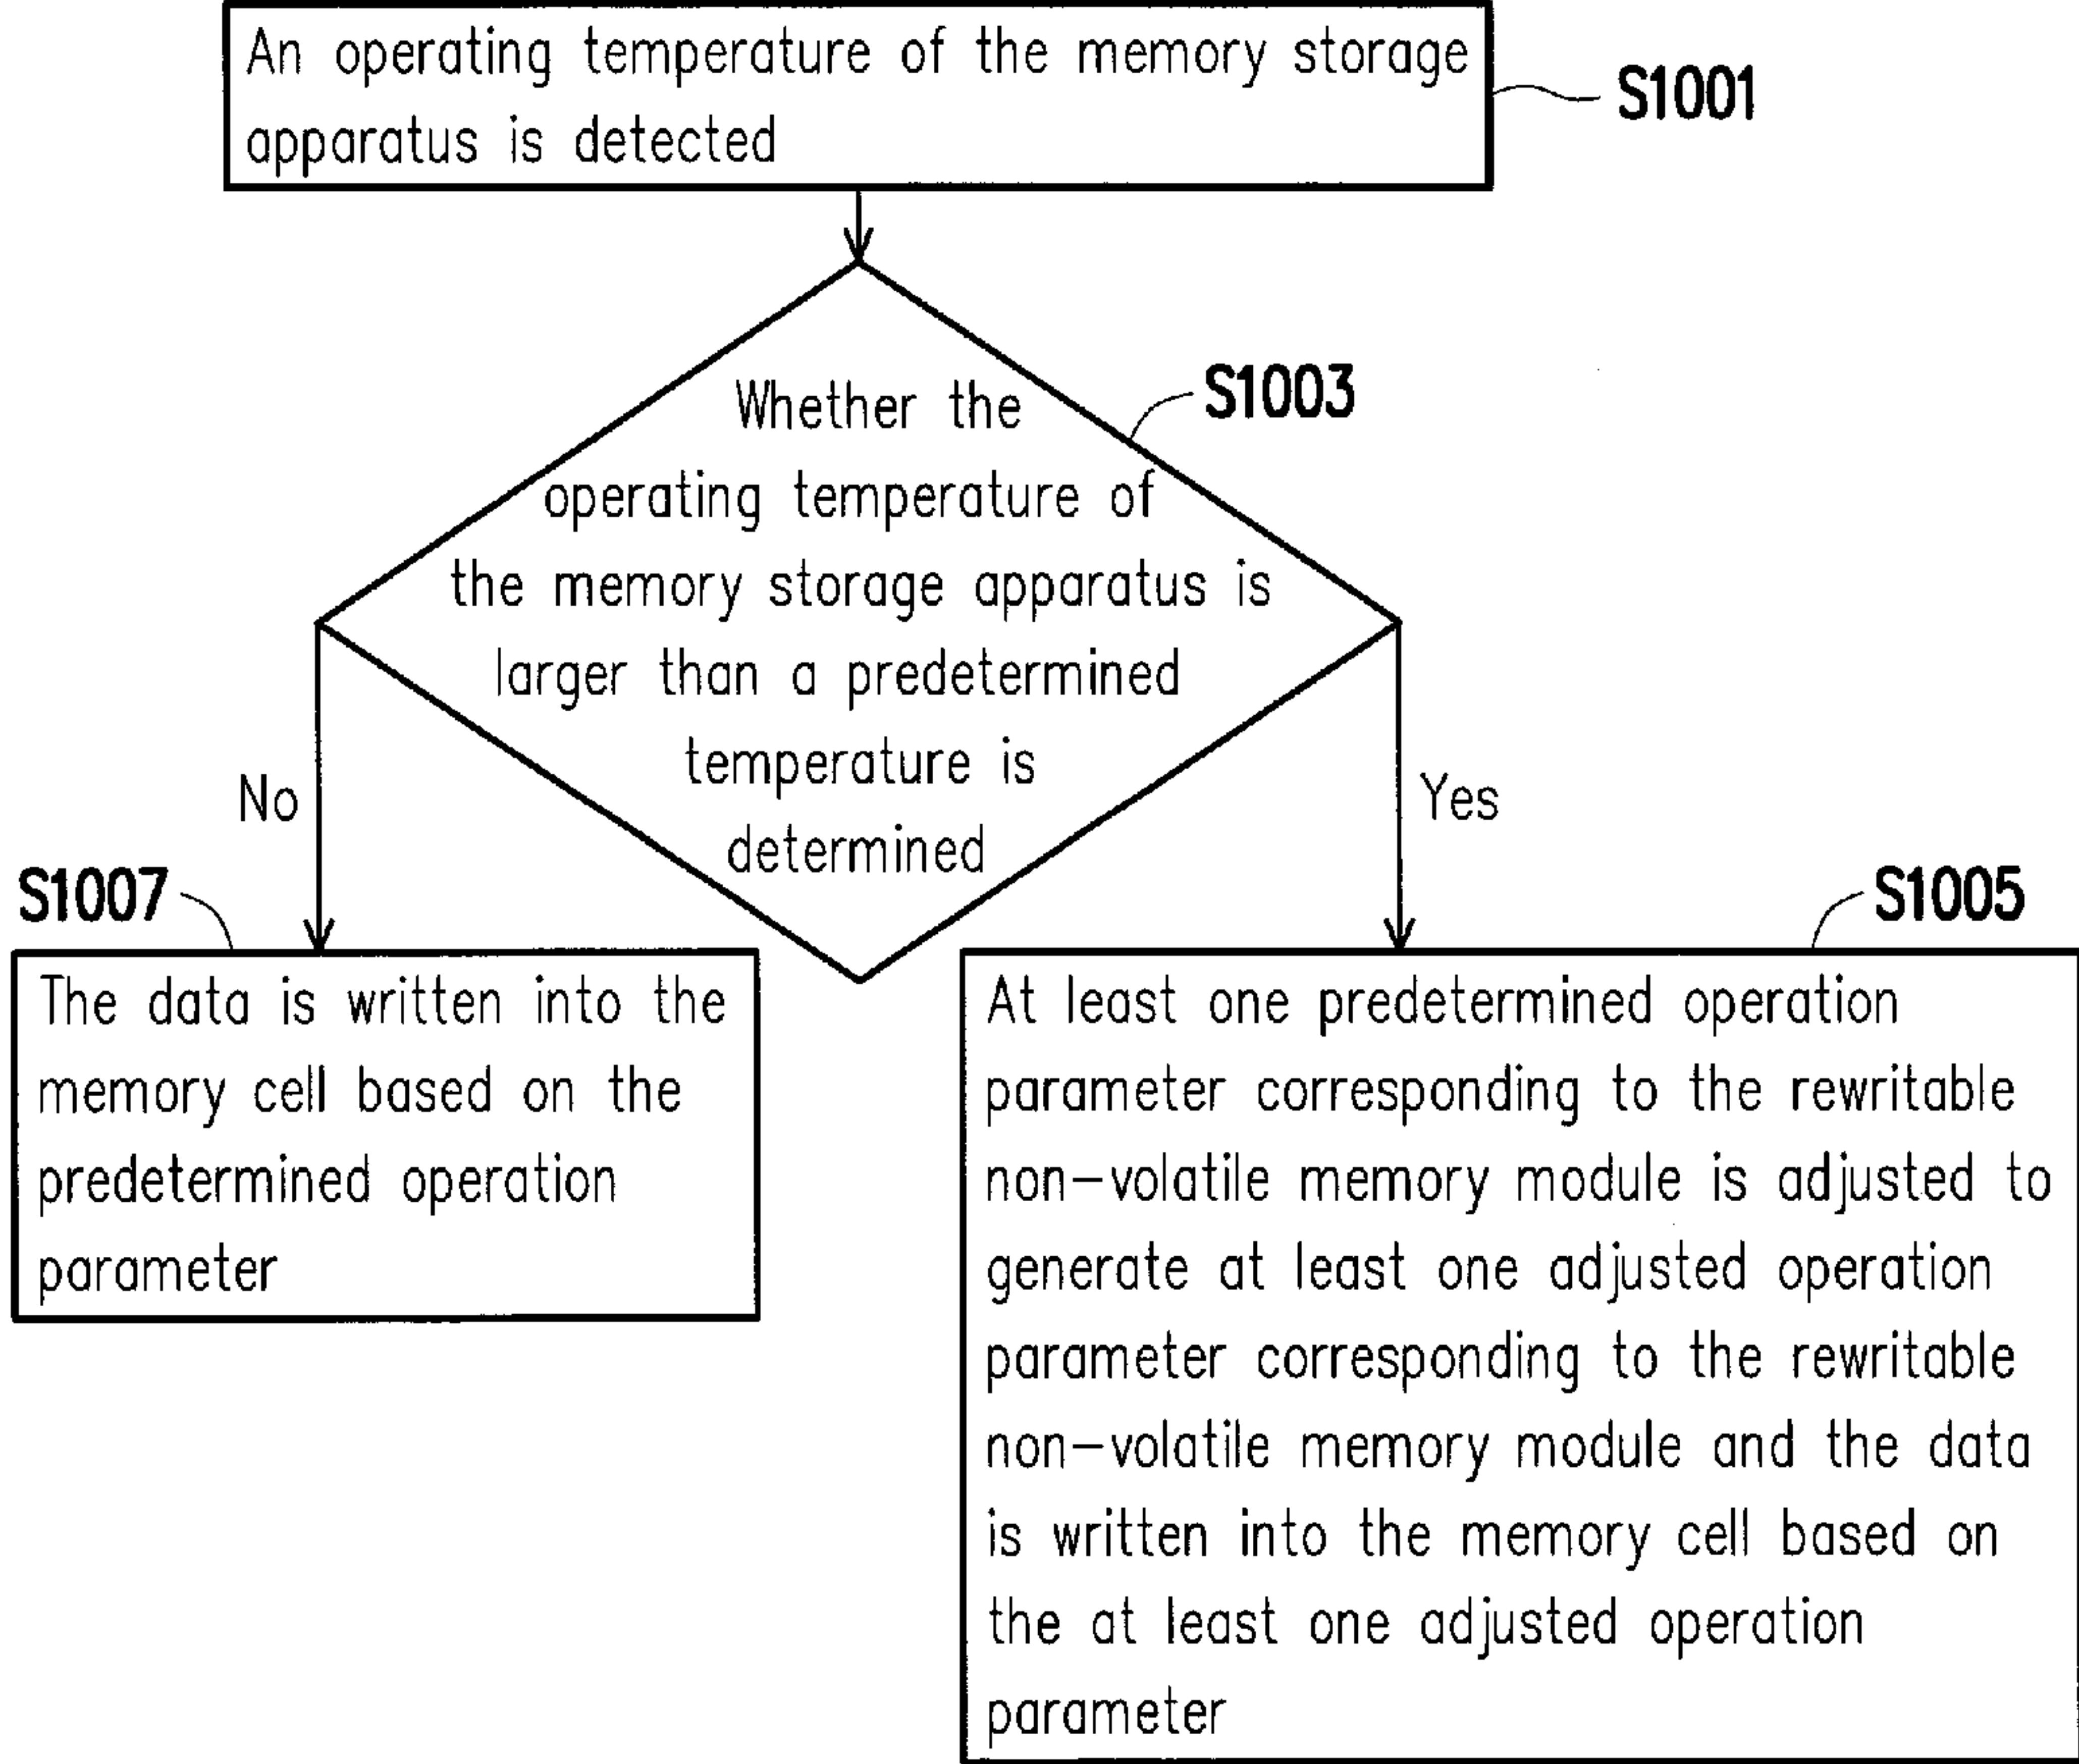 An operating temperature of the memory storage
apparatus is detected
S1001
S1003
Whether the
operating temperature of
the memory storage apparatus is
larger than a predetermined
temperature is
determined
No
Yes
S1007
The data is written into the
memory cell based on the
predetermined operation
parameter
S1005
At least one predetermined operation
parameter corresponding to the rewritable
non-volatile memory module is adjusted to
generate at least one adjusted operation
parameter corresponding to the rewritable
non-volatile memory module and the data
is written into the memory cell based on
the at least one adjusted operation
parameter